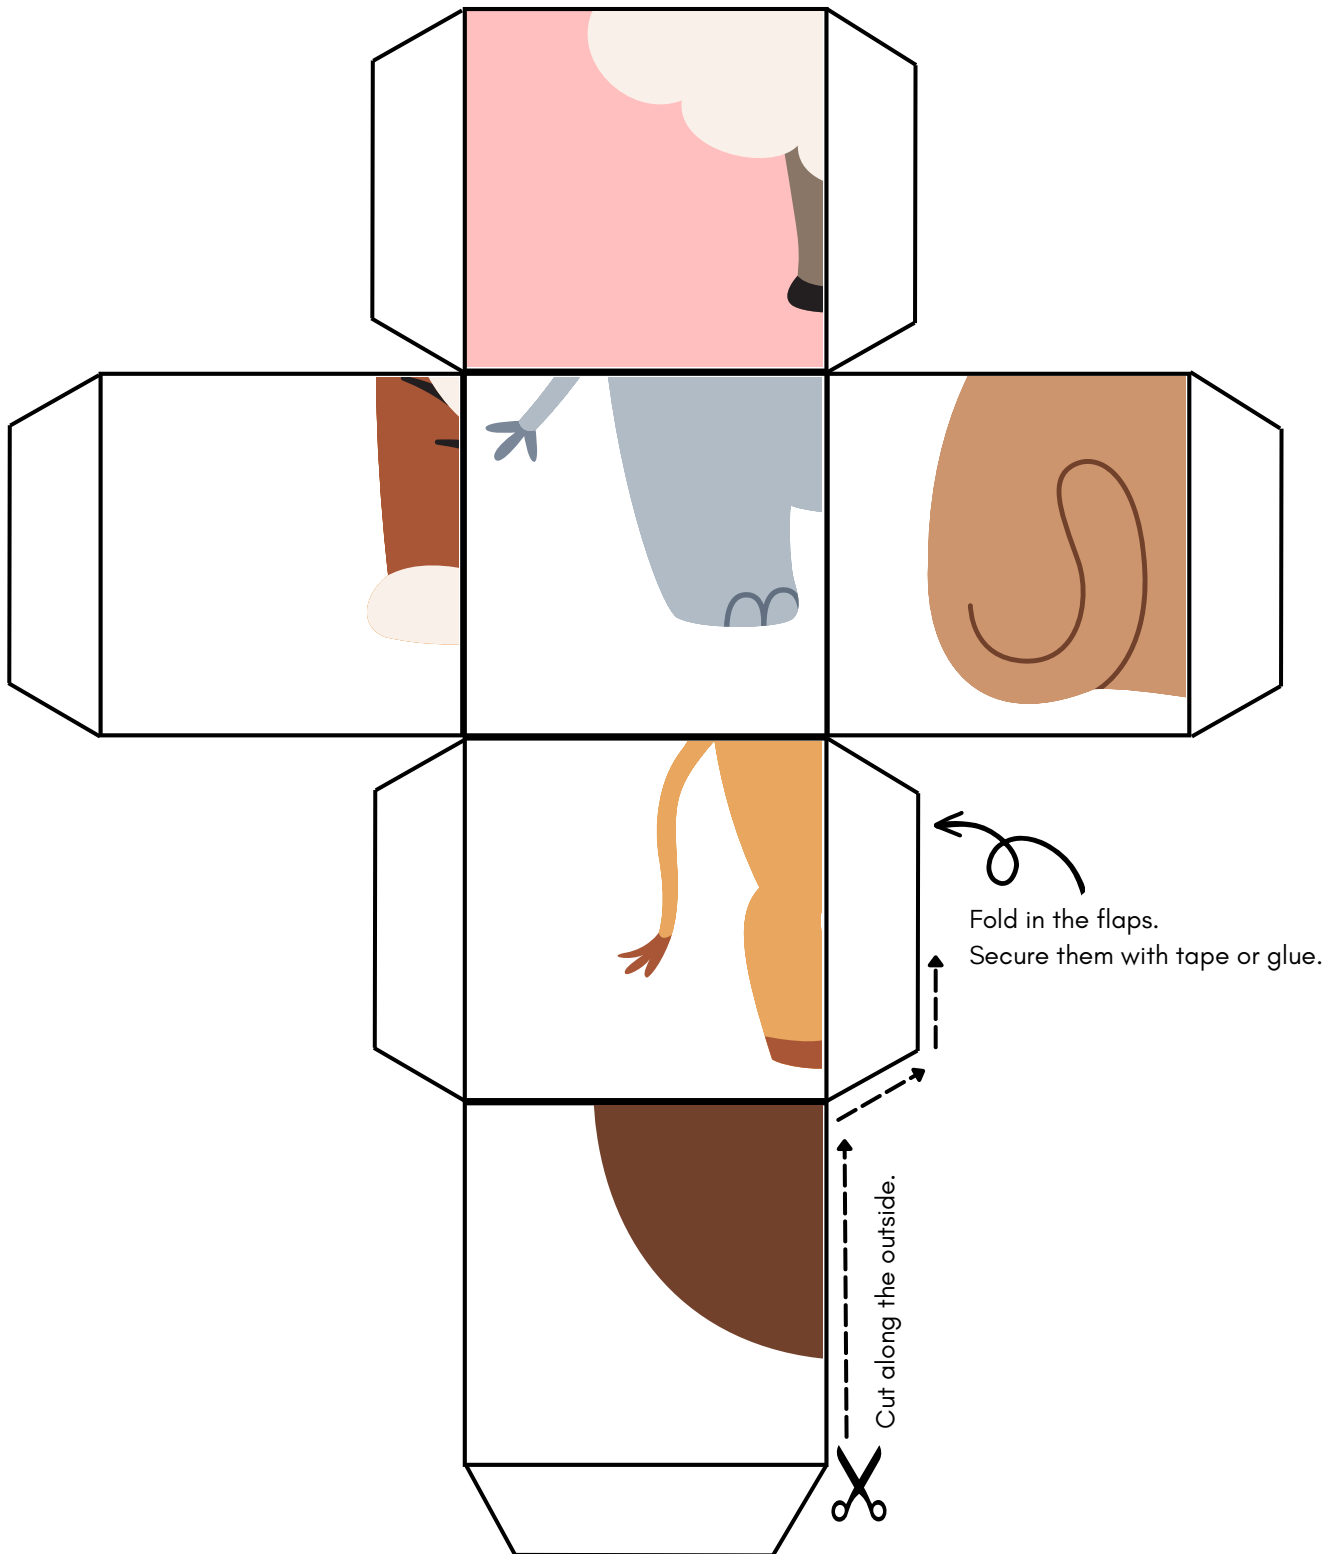 Fold in the flaps.
Secure them with tape or glue.
Cut along the outside.